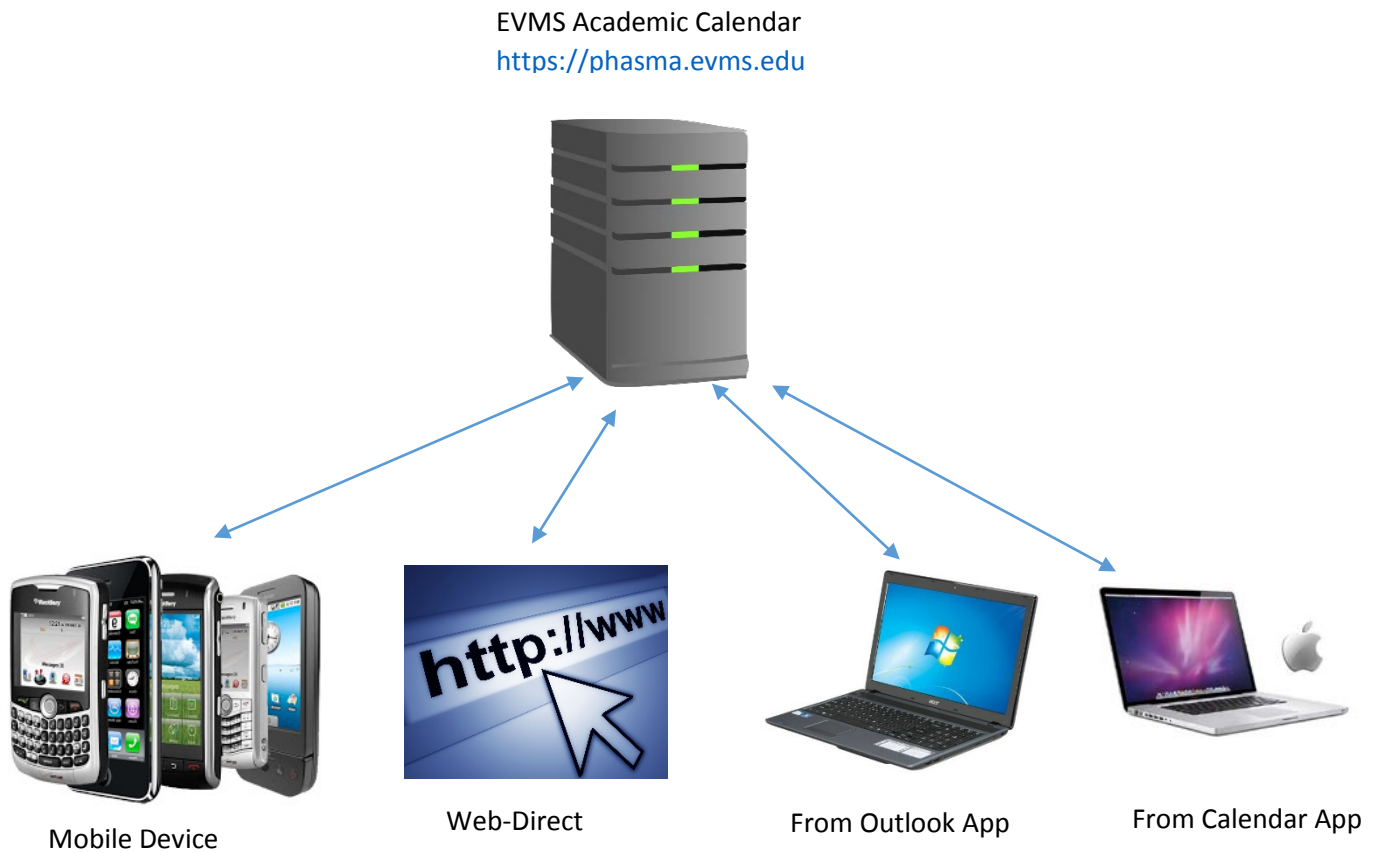 EVMS Academic Calendar
https://phasma.evms.edu
http://www
Mobile Device
Web-Direct
From Outlook App
From Calendar App